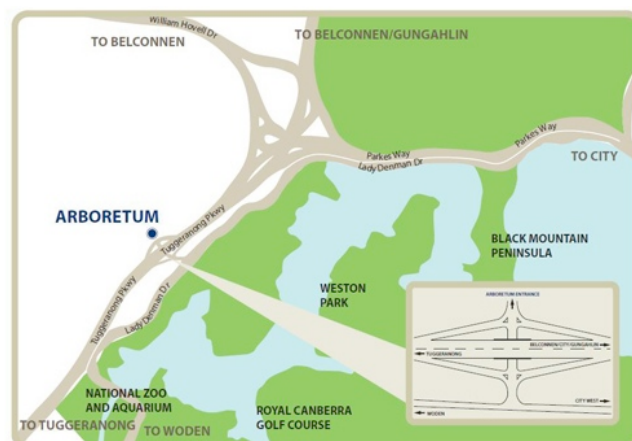 William Hovell Dr
TO BELCONNEN
TO BELCONNEN/GUNGAHLIN
Parkes Way
Parkes Way
Lady Denman Dr
TO CITY
ARBORETUM
Tuggeranong Pkwy
BLACK MOUNTAIN
PENINSULA
WESTON
PARK
Tuggeranong Pkwy
Lady Denman Dr
ARBORETUM ENTRANCE
BELCONNEN/CITY/GUNGAHLIN
TUGGERANONG
CITY WEST
WODEN
NATIONAL ZOO
AND AQUARIUM
ROYAL CANBERRA
GOLF COURSE
TO TUGGERANONG
TO WODEN